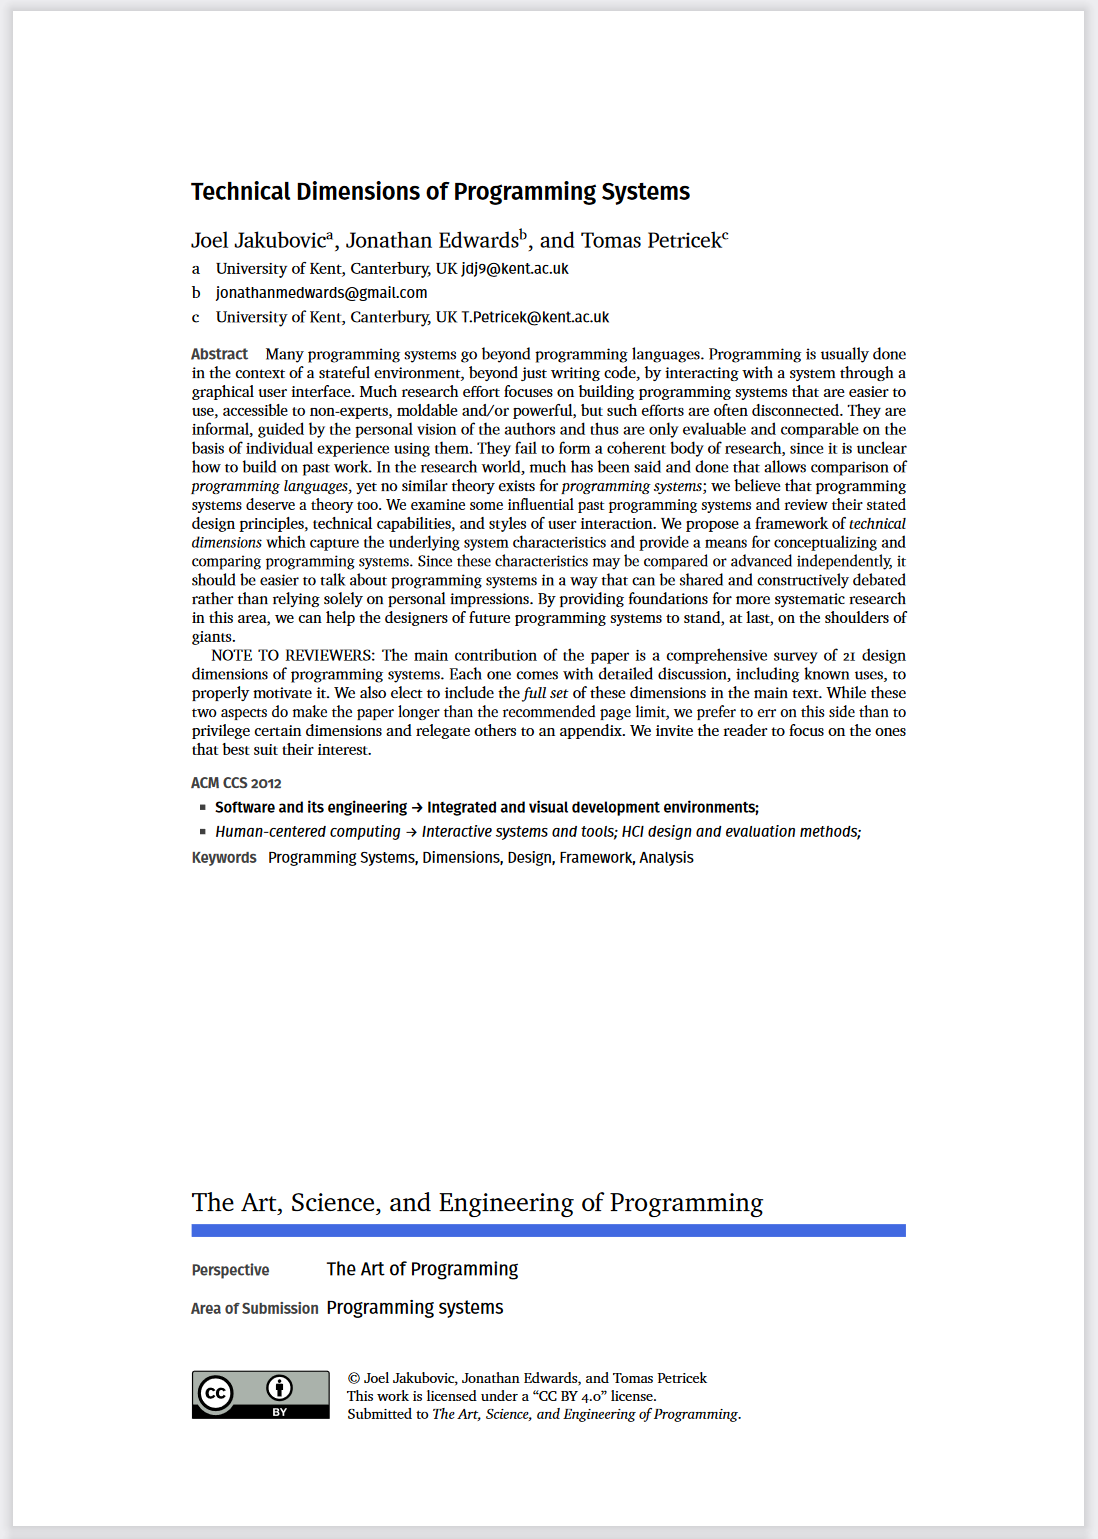 Technical Dimensions of Programming Systems
Joel Jakubovicᵃ, Jonathan Edwardsᵇ, and Tomas Petricekᶜ
a University of Kent, Canterbury, UK jdj9@kent.ac.uk
b jonathanmedwards@gmail.com
c University of Kent, Canterbury, UK T.Petricek@kent.ac.uk
Abstract Many programming systems go beyond programming languages. Programming is usually done
in the context of a stateful environment, beyond just writing code, by interacting with a system through a
graphical user interface. Much research effort focuses on building programming systems that are easier to
use, accessible to non-experts, moldable and/or powerful, but such efforts are often disconnected. They are
informal, guided by the personal vision of the authors and thus are only evaluable and comparable on the
basis of individual experience using them. They fail to form a coherent body of research, since it is unclear
how to build on past work. In the research world, much has been said and done that allows comparison of
programming languages, yet no similar theory exists for programming systems; we believe that programming
systems deserve a theory too. We examine some influential past programming systems and review their stated
design principles, technical capabilities, and styles of user interaction. We propose a framework of technical
dimensions which capture the underlying system characteristics and provide a means for conceptualizing and
comparing programming systems. Since these characteristics may be compared or advanced independently, it
should be easier to talk about programming systems in a way that can be shared and constructively debated
rather than relying solely on personal impressions. By providing foundations for more systematic research
in this area, we can help the designers of future programming systems to stand, at last, on the shoulders of
giants.
NOTE TO REVIEWERS: The main contribution of the paper is a comprehensive survey of 21 design
dimensions of programming systems. Each one comes with detailed discussion, including known uses, to
properly motivate it. We also elect to include the full set of these dimensions in the main text. While these
two aspects do make the paper longer than the recommended page limit, we prefer to err on this side than to
privilege certain dimensions and relegate others to an appendix. We invite the reader to focus on the ones
that best suit their interest.
ACM CCS 2012
▪ Software and its engineering → Integrated and visual development environments;
▪ Human-centered computing → Interactive systems and tools; HCI design and evaluation methods;
Keywords Programming Systems, Dimensions, Design, Framework, Analysis
The Art, Science, and Engineering of Programming
Perspective The Art of Programming
Area of Submission Programming systems
© Joel Jakubovic, Jonathan Edwards, and Tomas Petricek
This work is licensed under a “CC BY 4.0” license.
Submitted to The Art, Science, and Engineering of Programming.
cc
BY